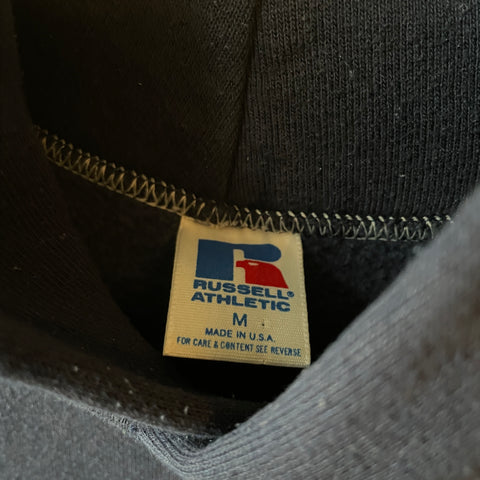 R
RUSSELL®
ATHLETIC
M
MADE IN U.S.A.
FOR CARE & CONTENT SEE REVERSE